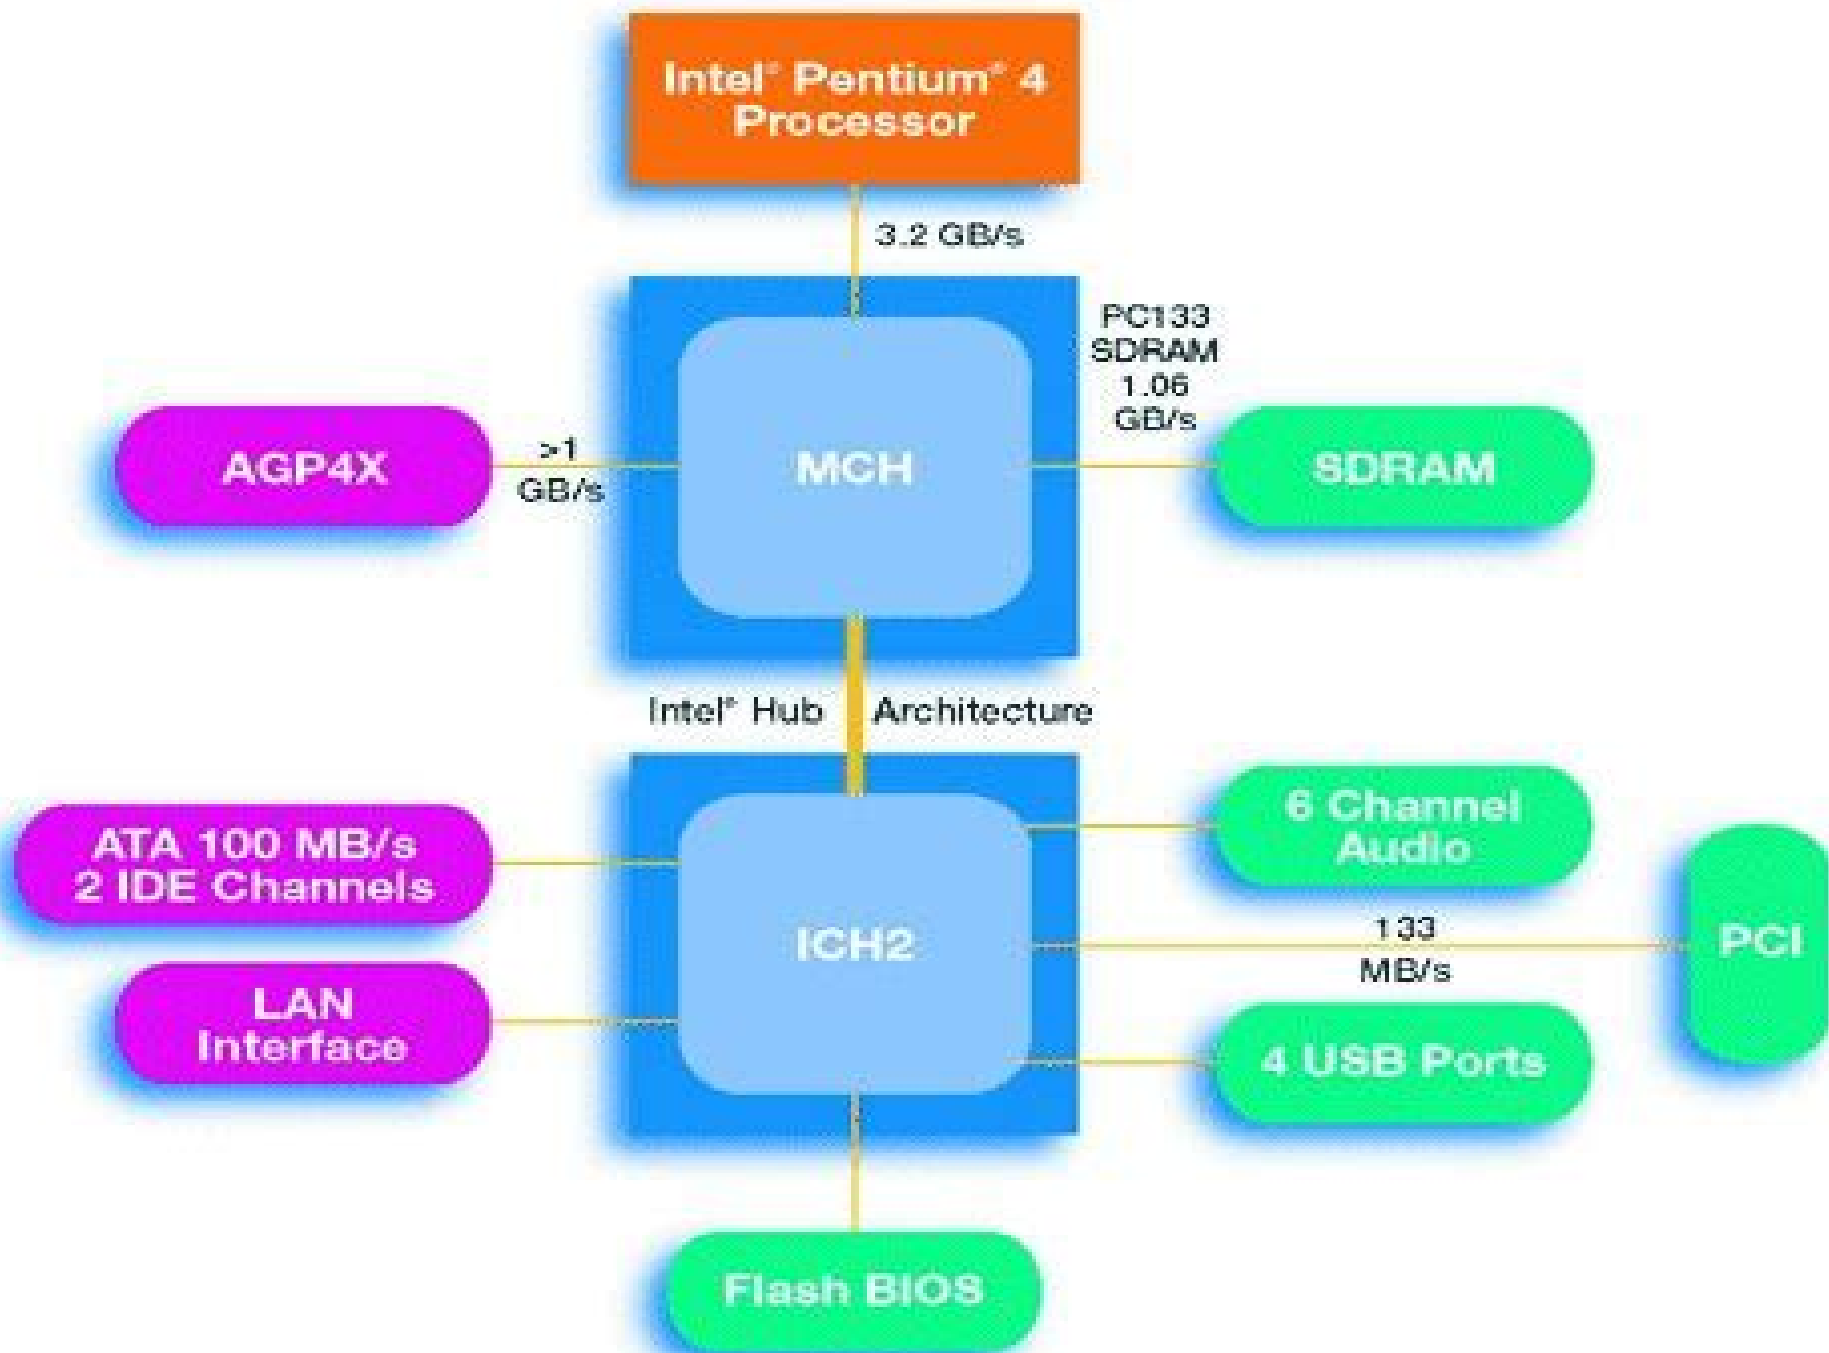 Intel® Pentium® 4
Processor
3.2 GB/s
PC133
SDRAM
1.06
GB/s
AGP4X
>1
GB/s
MCH
SDRAM
Intel® Hub Architecture
ATA 100 MB/s
2 IDE Channels
6 Channel
Audio
ICH2
133
MB/s
PCI
LAN
Interface
4 USB Ports
Flash BIOS